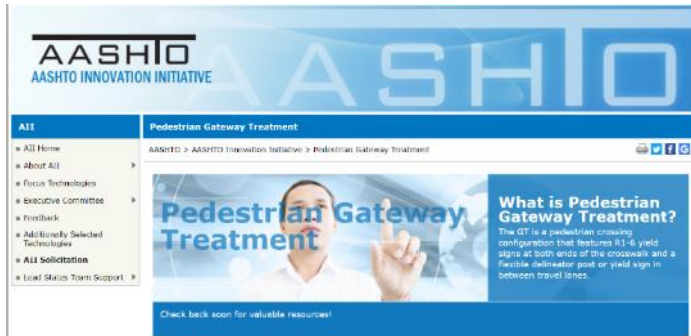 AASHTO
AASHTO INNOVATION INITIATIVE
AASHTO
AII
AII Home
About AII
Focus Technologies
Executive Committee
Feedback
Additionally Selected
Technologies
AII Solicitation
Lead States Team Support
Pedestrian Gateway Treatment
AASHTO > AASHTO Innovation Initiative > Pedestrian Gateway Treatment
Pedestrian Gateway
Treatment
What is Pedestrian
Gateway Treatment?
The GT is a pedestrian crossing
configuration that features R1-6 yield
signs at both ends of the crosswalk and a
flexible delineator post or yield sign in
between travel lanes.
Check back soon for valuable resources!